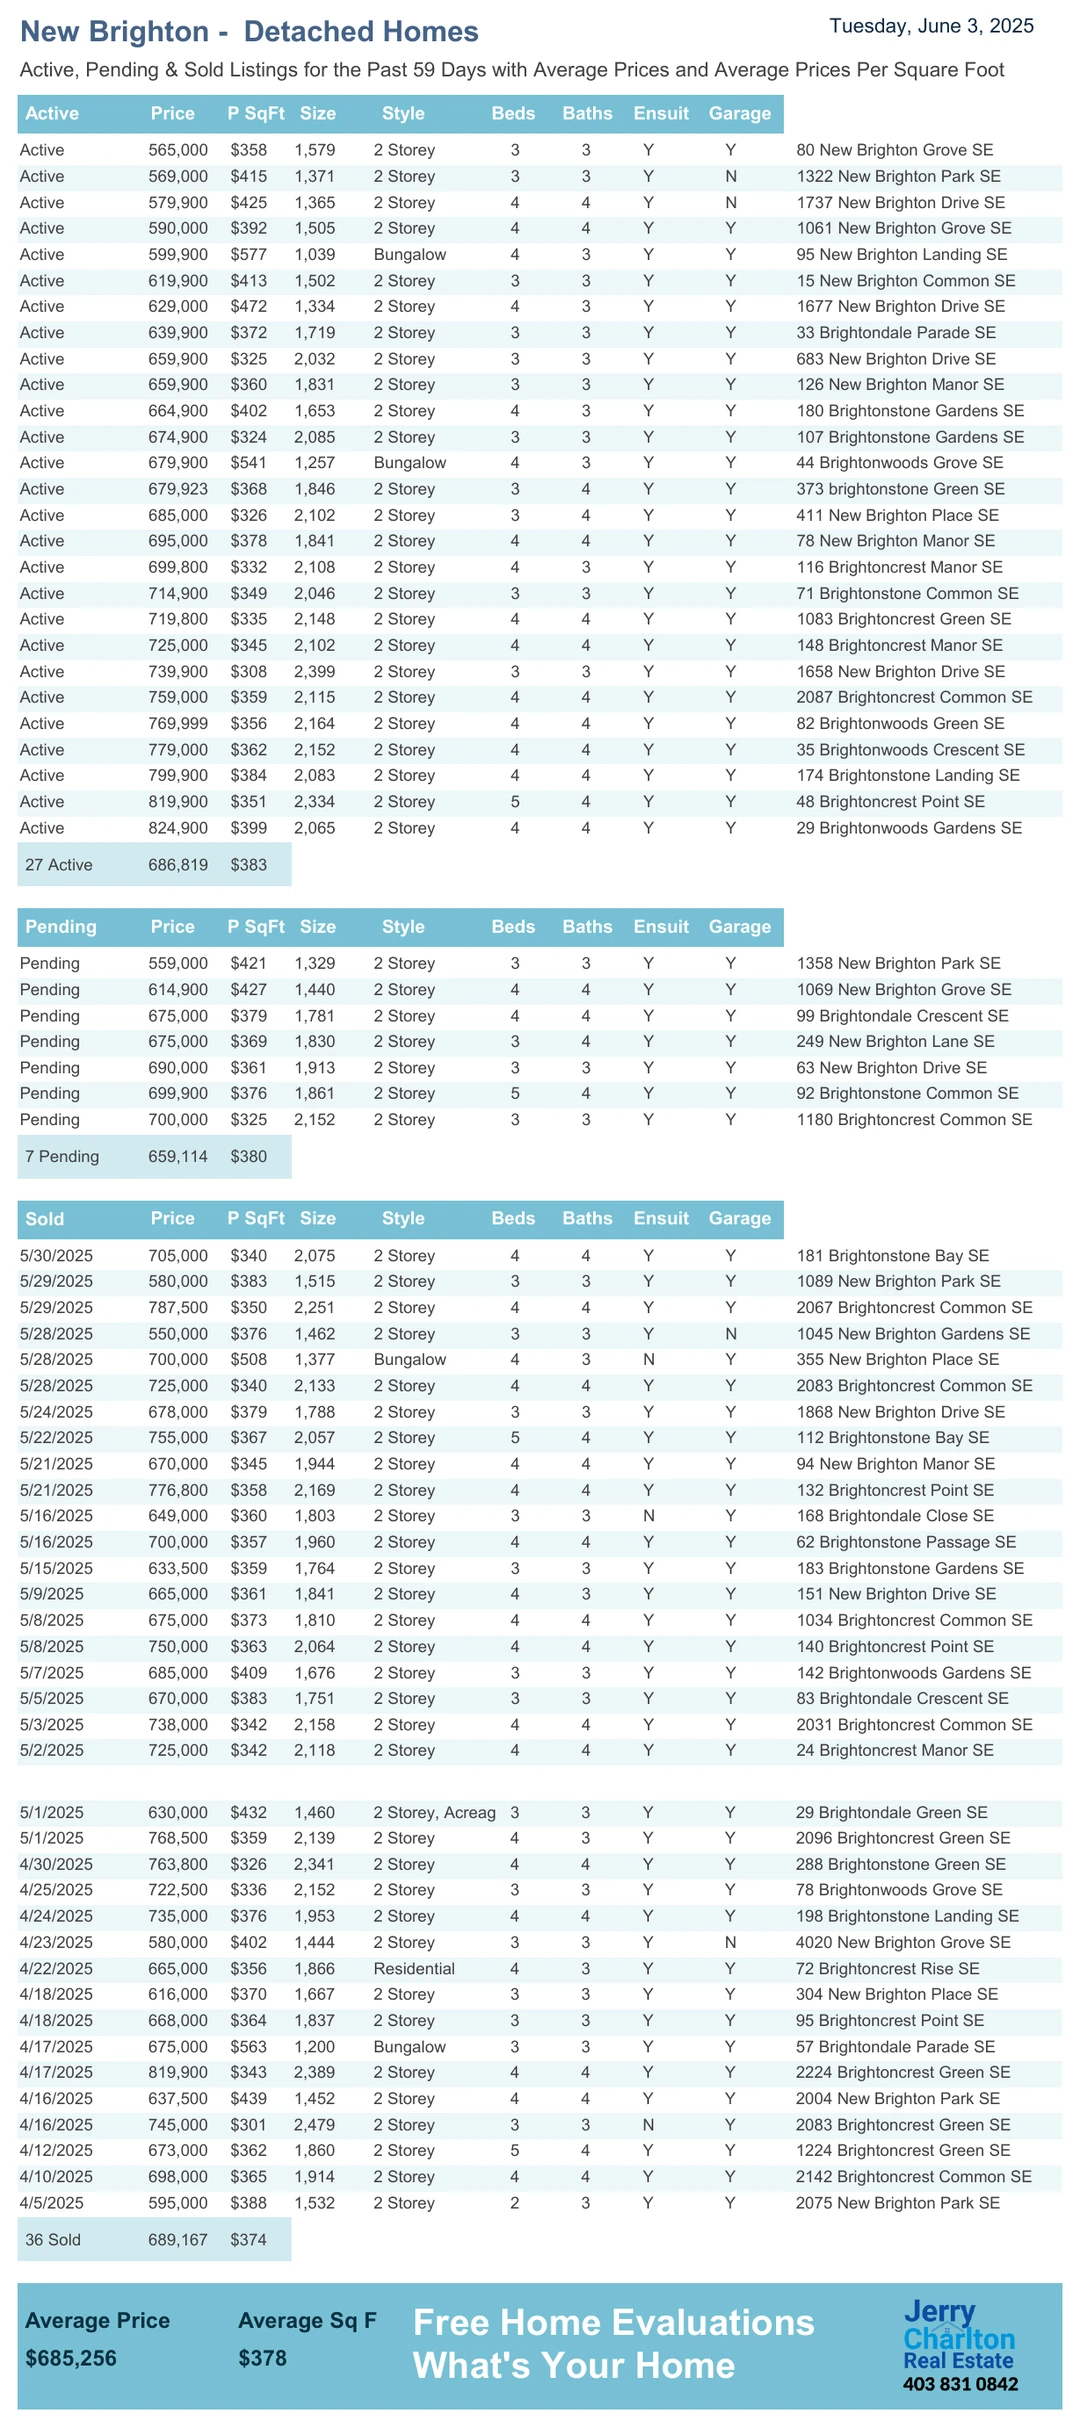 New Brighton - Detached Homes
Tuesday, June 3, 2025
Active, Pending & Sold Listings for the Past 59 Days with Average Prices and Average Prices Per Square Foot
Active Price P SqFt Size Style Beds Baths Ensuit Garage
Active 565,000 $358 1,579 2 Storey 3 3 Y Y 80 New Brighton Grove SE
Active 569,000 $415 1,371 2 Storey 3 3 Y N 1322 New Brighton Park SE
Active 579,900 $425 1,365 2 Storey 4 4 Y N 1737 New Brighton Drive SE
Active 590,000 $392 1,505 2 Storey 4 4 Y Y 1061 New Brighton Grove SE
Active 599,900 $577 1,039 Bungalow 4 3 Y Y 95 New Brighton Landing SE
Active 619,900 $413 1,502 2 Storey 3 3 Y Y 15 New Brighton Common SE
Active 629,000 $472 1,334 2 Storey 4 3 Y Y 1677 New Brighton Drive SE
Active 639,900 $372 1,719 2 Storey 3 3 Y Y 33 Brightondale Parade SE
Active 659,900 $325 2,032 2 Storey 3 3 Y Y 683 New Brighton Drive SE
Active 659,900 $360 1,831 2 Storey 3 3 Y Y 126 New Brighton Manor SE
Active 664,900 $402 1,653 2 Storey 4 3 Y Y 180 Brightonstone Gardens SE
Active 674,900 $324 2,085 2 Storey 3 3 Y Y 107 Brightonstone Gardens SE
Active 679,900 $541 1,257 Bungalow 4 3 Y Y 44 Brightonwoods Grove SE
Active 679,923 $368 1,846 2 Storey 3 4 Y Y 373 brightonstone Green SE
Active 685,000 $326 2,102 2 Storey 3 4 Y Y 411 New Brighton Place SE
Active 695,000 $378 1,841 2 Storey 4 4 Y Y 78 New Brighton Manor SE
Active 699,800 $332 2,108 2 Storey 4 3 Y Y 116 Brightoncrest Manor SE
Active 714,900 $349 2,046 2 Storey 3 3 Y Y 71 Brightonstone Common SE
Active 719,800 $335 2,148 2 Storey 4 4 Y Y 1083 Brightoncrest Green SE
Active 725,000 $345 2,102 2 Storey 4 4 Y Y 148 Brightoncrest Manor SE
Active 739,900 $308 2,399 2 Storey 3 3 Y Y 1658 New Brighton Drive SE
Active 759,000 $359 2,115 2 Storey 4 4 Y Y 2087 Brightoncrest Common SE
Active 769,999 $356 2,164 2 Storey 4 4 Y Y 82 Brightonwoods Green SE
Active 779,000 $362 2,152 2 Storey 4 4 Y Y 35 Brightonwoods Crescent SE
Active 799,900 $384 2,083 2 Storey 4 4 Y Y 174 Brightonstone Landing SE
Active 819,900 $351 2,334 2 Storey 5 4 Y Y 48 Brightoncrest Point SE
Active 824,900 $399 2,065 2 Storey 4 4 Y Y 29 Brightonwoods Gardens SE
27 Active 686,819 $383
Pending Price P SqFt Size Style Beds Baths Ensuit Garage
Pending 559,000 $421 1,329 2 Storey 3 3 Y Y 1358 New Brighton Park SE
Pending 614,900 $427 1,440 2 Storey 4 4 Y Y 1069 New Brighton Grove SE
Pending 675,000 $379 1,781 2 Storey 4 4 Y Y 99 Brightondale Crescent SE
Pending 675,000 $369 1,830 2 Storey 3 4 Y Y 249 New Brighton Lane SE
Pending 690,000 $361 1,913 2 Storey 3 3 Y Y 63 New Brighton Drive SE
Pending 699,900 $376 1,861 2 Storey 5 4 Y Y 92 Brightonstone Common SE
Pending 700,000 $325 2,152 2 Storey 3 3 Y Y 1180 Brightoncrest Common SE
7 Pending 659,114 $380
Sold Price P SqFt Size Style Beds Baths Ensuit Garage
5/30/2025 705,000 $340 2,075 2 Storey 4 4 Y Y 181 Brightonstone Bay SE
5/29/2025 580,000 $383 1,515 2 Storey 3 3 Y Y 1089 New Brighton Park SE
5/29/2025 787,500 $350 2,251 2 Storey 4 4 Y Y 2067 Brightoncrest Common SE
5/28/2025 550,000 $376 1,462 2 Storey 3 3 Y N 1045 New Brighton Gardens SE
5/28/2025 700,000 $508 1,377 Bungalow 4 3 N Y 355 New Brighton Place SE
5/28/2025 725,000 $340 2,133 2 Storey 4 4 Y Y 2083 Brightoncrest Common SE
5/24/2025 678,000 $379 1,788 2 Storey 3 3 Y Y 1868 New Brighton Drive SE
5/22/2025 755,000 $367 2,057 2 Storey 5 4 Y Y 112 Brightonstone Bay SE
5/21/2025 670,000 $345 1,944 2 Storey 4 4 Y Y 94 New Brighton Manor SE
5/21/2025 776,800 $358 2,169 2 Storey 4 4 Y Y 132 Brightoncrest Point SE
5/16/2025 649,000 $360 1,803 2 Storey 3 3 N Y 168 Brightondale Close SE
5/16/2025 700,000 $357 1,960 2 Storey 4 4 Y Y 62 Brightonstone Passage SE
5/15/2025 633,500 $359 1,764 2 Storey 3 3 Y Y 183 Brightonstone Gardens SE
5/9/2025 665,000 $361 1,841 2 Storey 4 3 Y Y 151 New Brighton Drive SE
5/8/2025 675,000 $373 1,810 2 Storey 4 4 Y Y 1034 Brightoncrest Common SE
5/8/2025 750,000 $363 2,064 2 Storey 4 4 Y Y 140 Brightoncrest Point SE
5/7/2025 685,000 $409 1,676 2 Storey 3 3 Y Y 142 Brightonwoods Gardens SE
5/5/2025 670,000 $383 1,751 2 Storey 3 3 Y Y 83 Brightondale Crescent SE
5/3/2025 738,000 $342 2,158 2 Storey 4 4 Y Y 2031 Brightoncrest Common SE
5/2/2025 725,000 $342 2,118 2 Storey 4 4 Y Y 24 Brightoncrest Manor SE
5/1/2025 630,000 $432 1,460 2 Storey, Acreag 3 3 Y Y 29 Brightondale Green SE
5/1/2025 768,500 $359 2,139 2 Storey 4 3 Y Y 2096 Brightoncrest Green SE
4/30/2025 763,800 $326 2,341 2 Storey 4 4 Y Y 288 Brightonstone Green SE
4/25/2025 722,500 $336 2,152 2 Storey 3 3 Y Y 78 Brightonwoods Grove SE
4/24/2025 735,000 $376 1,953 2 Storey 4 4 Y Y 198 Brightonstone Landing SE
4/23/2025 580,000 $402 1,444 2 Storey 3 3 Y N 4020 New Brighton Grove SE
4/22/2025 665,000 $356 1,866 Residential 4 3 Y Y 72 Brightoncrest Rise SE
4/18/2025 616,000 $370 1,667 2 Storey 3 3 Y Y 304 New Brighton Place SE
4/18/2025 668,000 $364 1,837 2 Storey 3 3 Y Y 95 Brightoncrest Point SE
4/17/2025 675,000 $563 1,200 Bungalow 3 3 Y Y 57 Brightondale Parade SE
4/17/2025 819,900 $343 2,389 2 Storey 4 4 Y Y 2224 Brightoncrest Green SE
4/16/2025 637,500 $439 1,452 2 Storey 4 4 Y Y 2004 New Brighton Park SE
4/16/2025 745,000 $301 2,479 2 Storey 3 3 N Y 2083 Brightoncrest Green SE
4/12/2025 673,000 $362 1,860 2 Storey 5 4 Y Y 1224 Brightoncrest Green SE
4/10/2025 698,000 $365 1,914 2 Storey 4 4 Y Y 2142 Brightoncrest Common SE
4/5/2025 595,000 $388 1,532 2 Storey 2 3 Y Y 2075 New Brighton Park SE
36 Sold 689,167 $374
Average Price Average Sq F
$685,256 $378
Free Home Evaluations
What's Your Home
Jerry
Charlton
Real Estate
403 831 0842